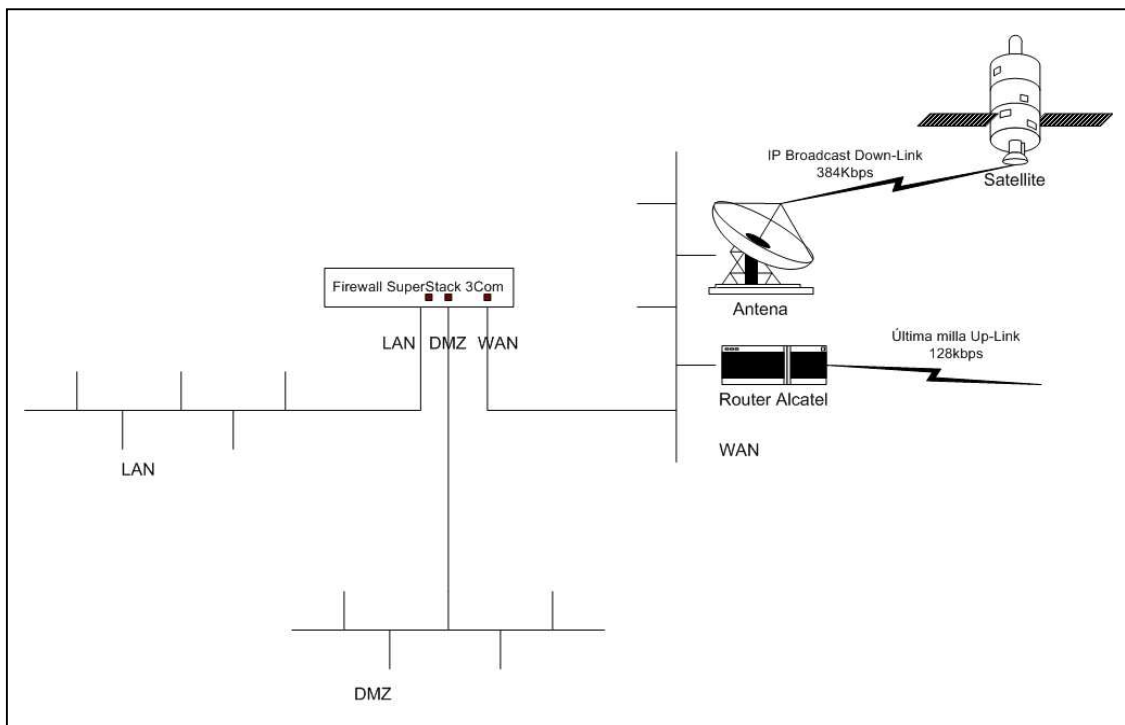 IP Broadcast Down-Link
384Kbps
Satellite
Firewall SuperStack 3Com
Antena
LAN DMZ WAN
Última milla Up-Link
128kbps
Router Alcatel
WAN
LAN
DMZ